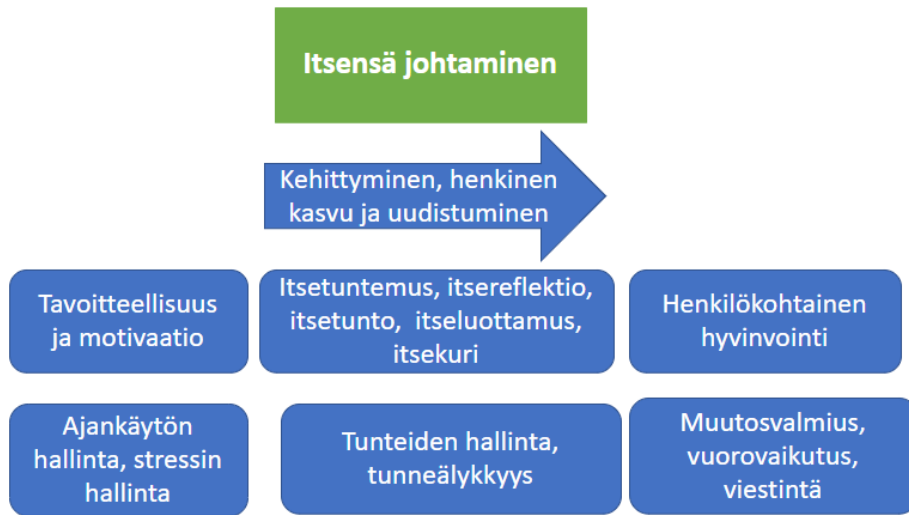 Itsensä johtaminen
Kehittyminen, henkinen
kasvu ja uudistuminen
Tavoitteellisuus
ja motivaatio
Itsetuntemus, itsereflektio,
itsetunto, itseluottamus,
itsekuri
Henkilökohtainen
hyvinvointi
Ajankäytön
hallinta, stressin
hallinta
Tunteiden hallinta,
tunneälykkyys
Muutosvalmius,
vuorovaikutus,
viestintä